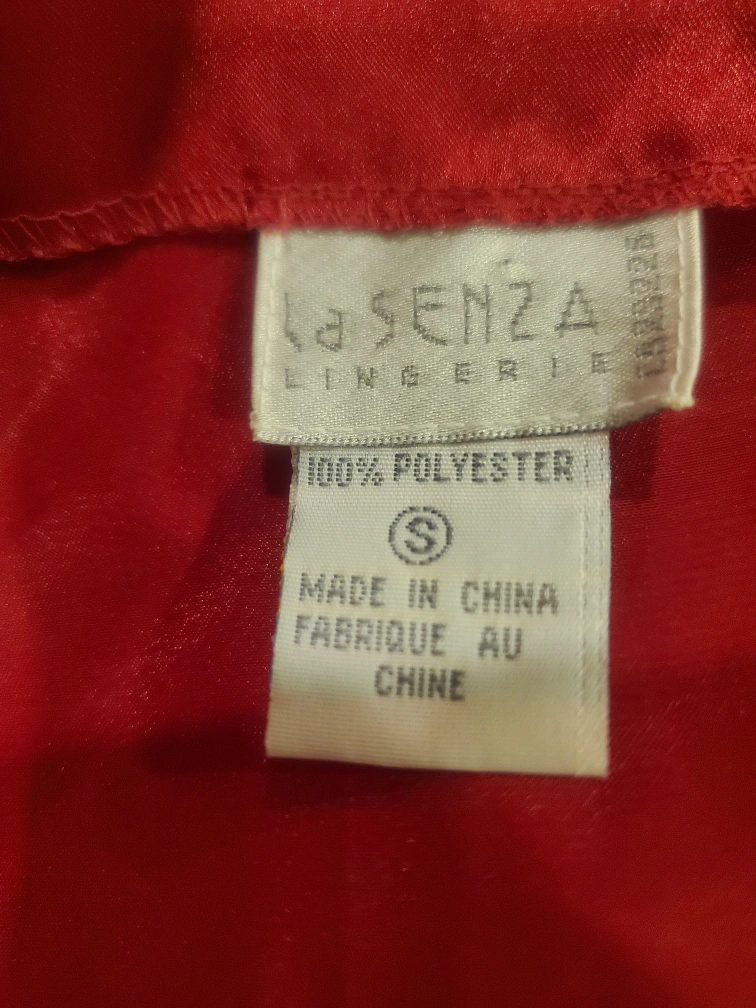 La SENZA
LINGERIE
100% POLYESTER
S
MADE IN CHINA
FABRIQUE AU
CHINE